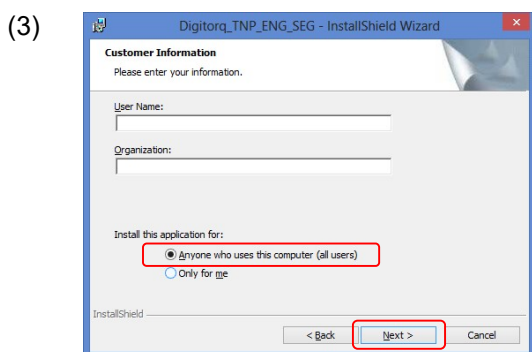 (3)
Digitorq_TNP_ENG_SEG - InstallShield Wizard
Customer Information
Please enter your information.
User Name:
Organization:
Install this application for:
Anyone who uses this computer (all users)
Only for me
InstallShield
< Back Next > Cancel